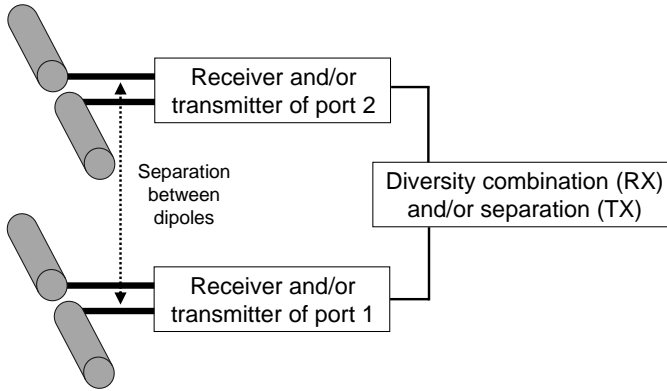 Receiver and/or
transmitter of port 2
Separation
between
dipoles
Diversity combination (RX)
and/or separation (TX)
Receiver and/or
transmitter of port 1